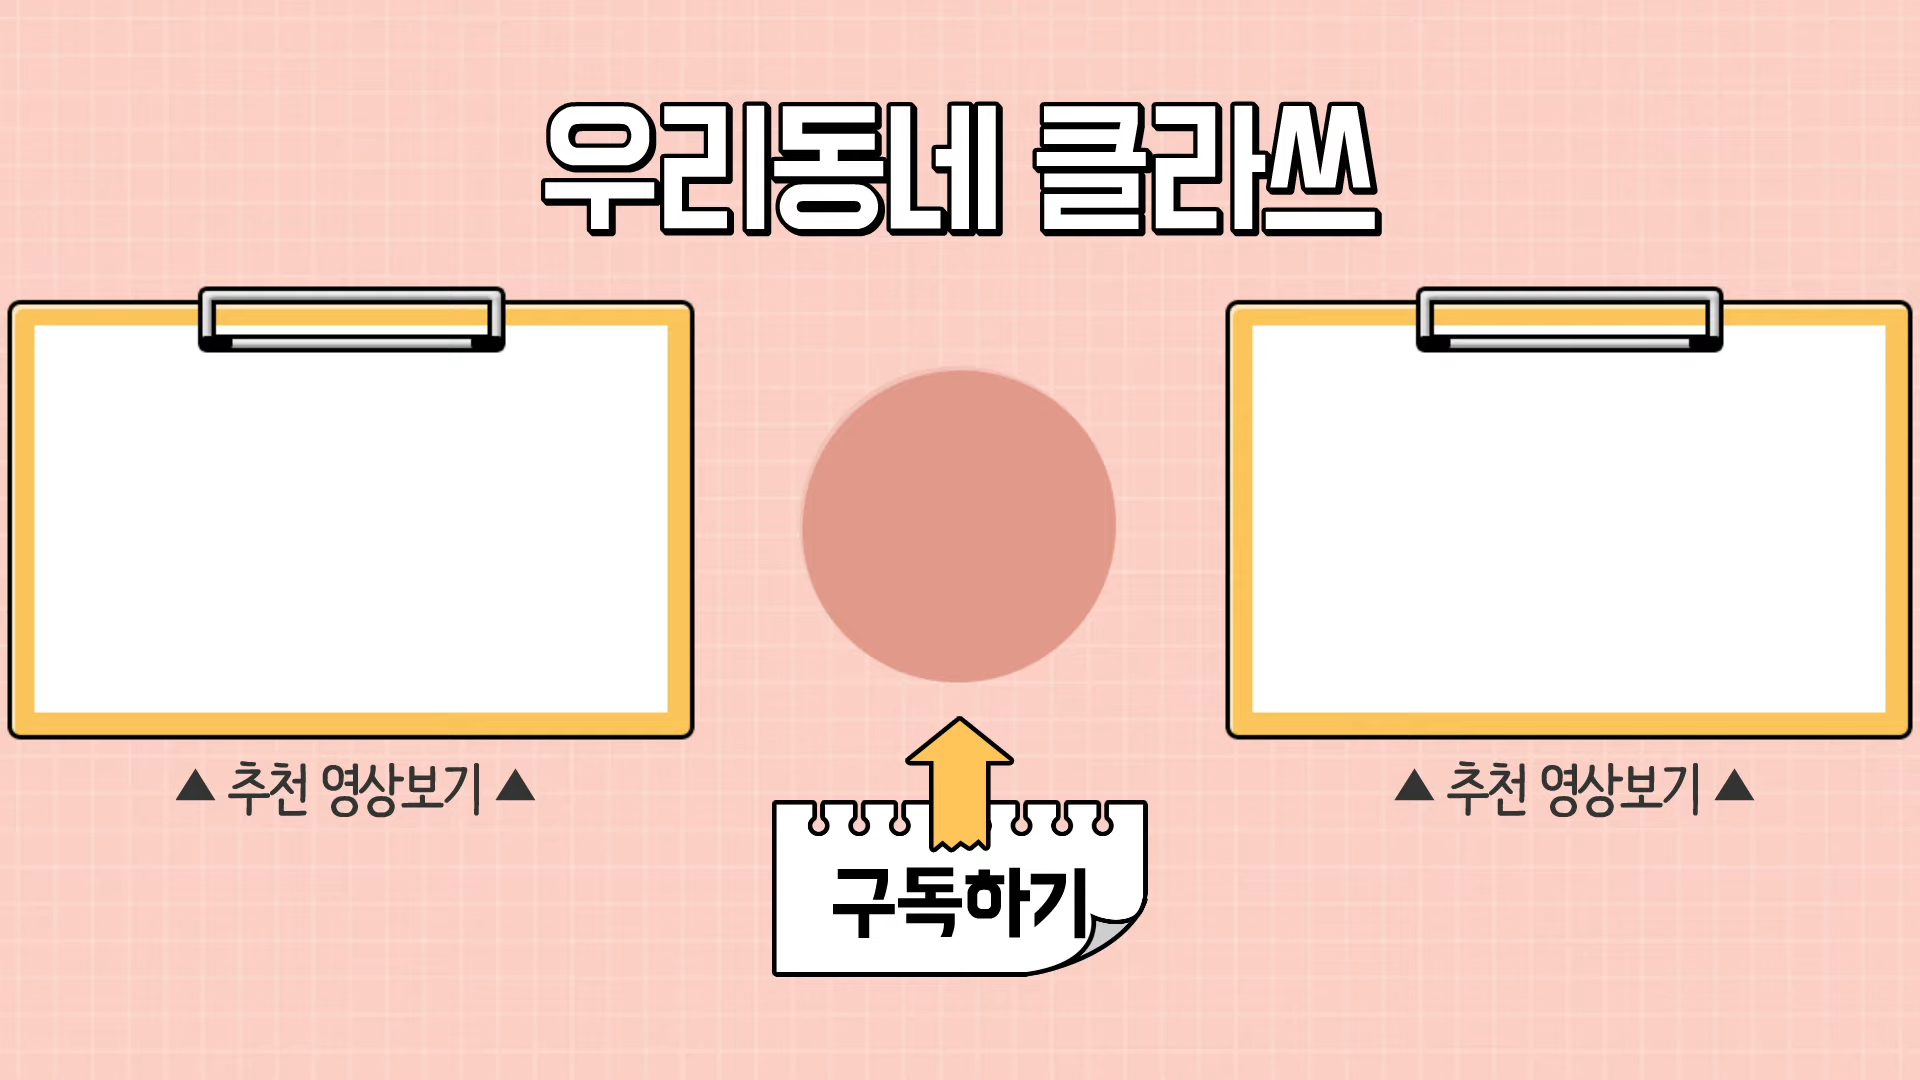 우리동네 클라쓰
▲ 추천 영상보기 ▲
▲ 추천 영상보기 ▲
구독하기